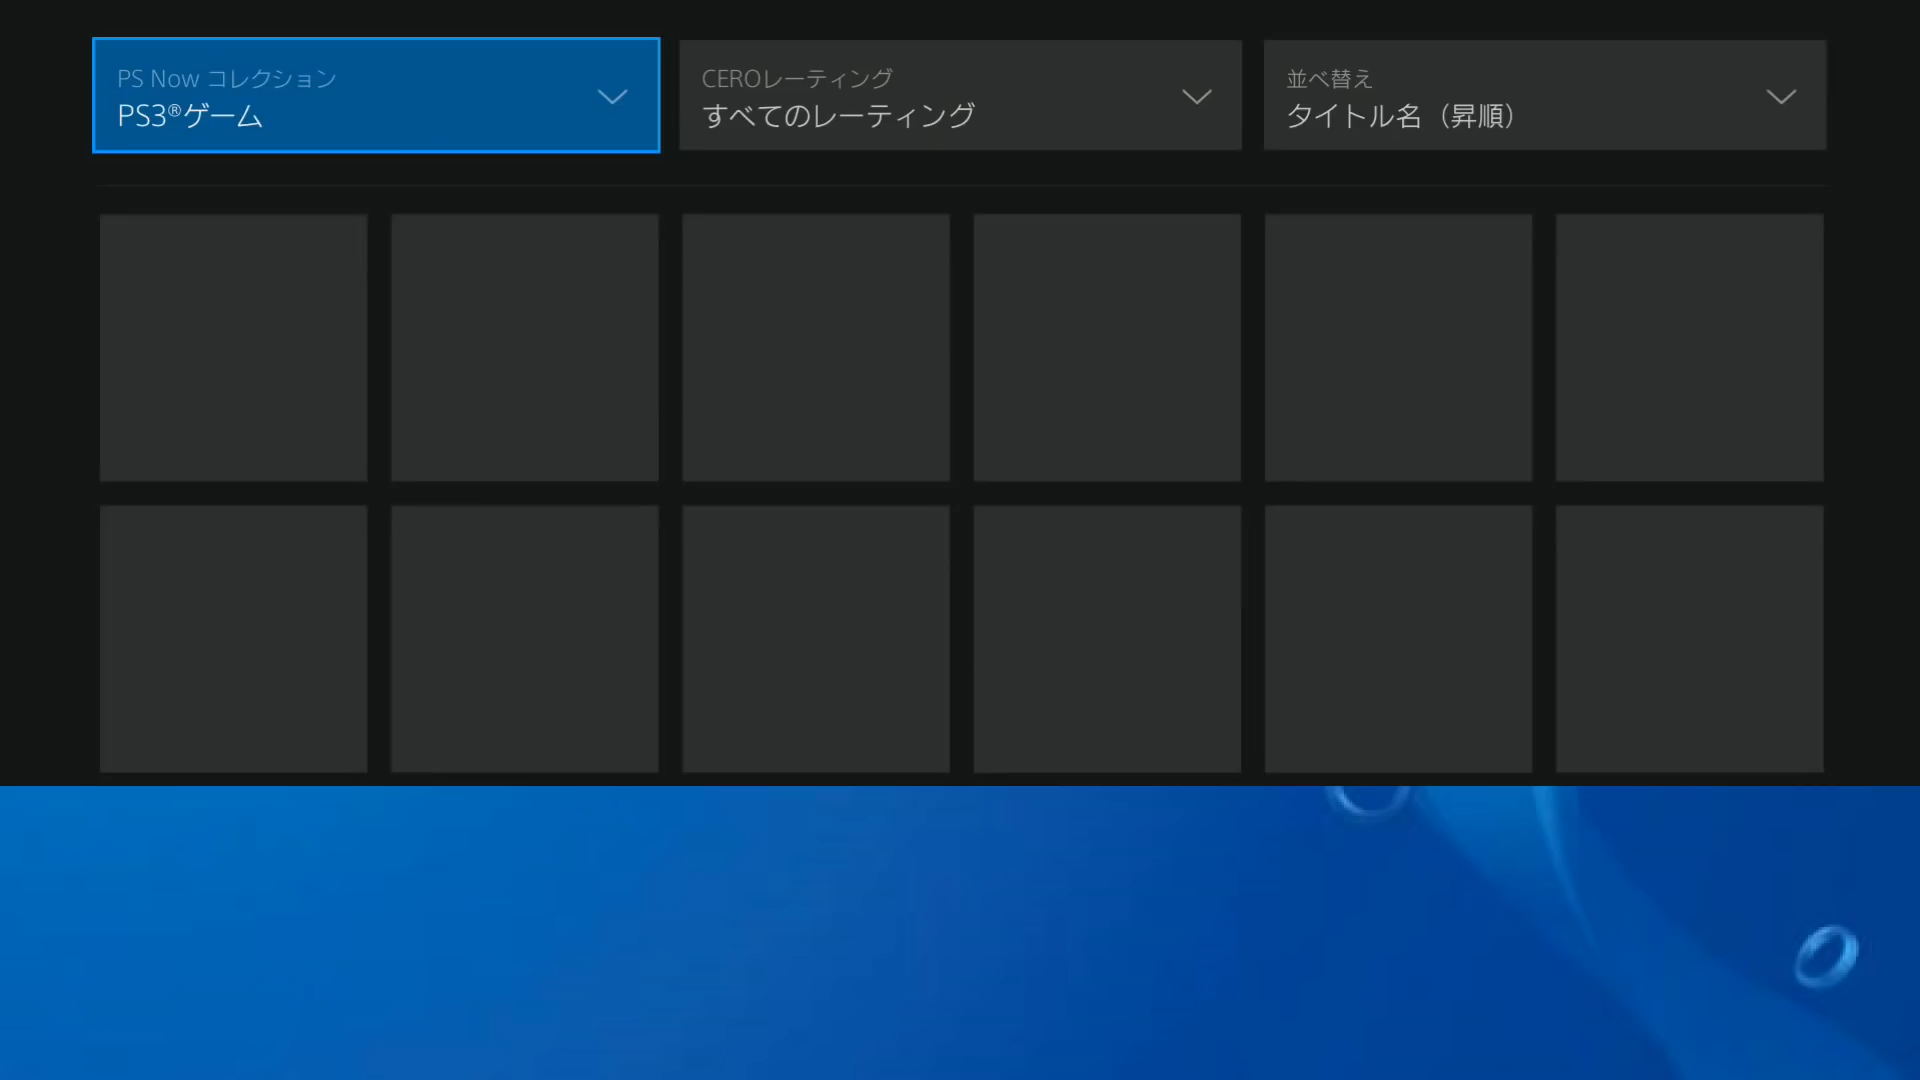 PS Now コレクション
PS3®ゲーム
CEROレーティング
すべてのレーティング
並べ替え
タイトル名（昇順）